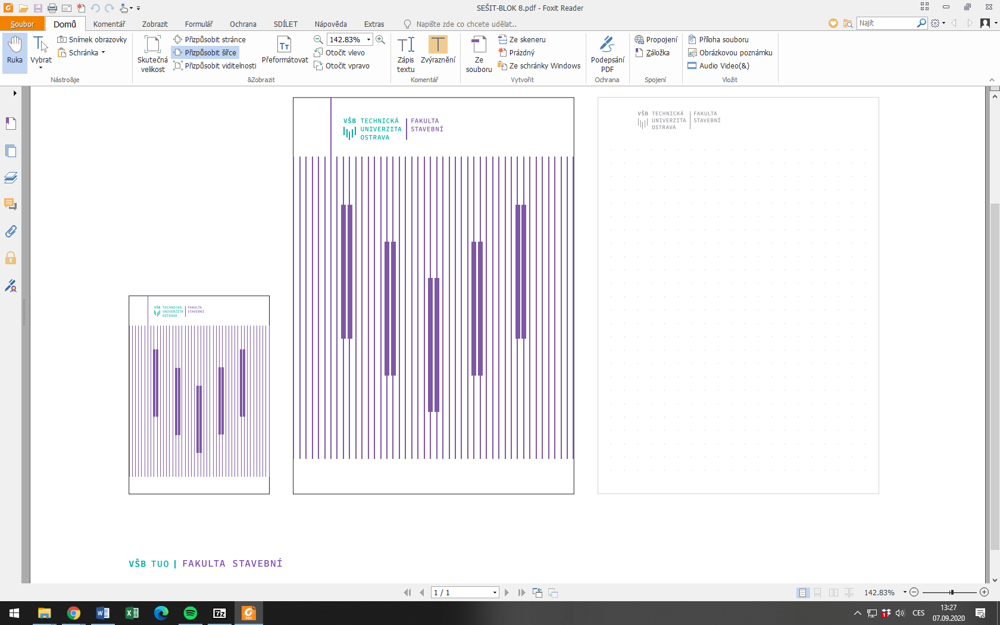 SEŠIT-BLOK 8.pdf - Foxit Reader
Soubor
Domů
Komentář
Zobrazit
Formulář
Ochrana
SDÍLET
Nápověda
Extras
Napište zde co chcete udělat..
Najít
Ruka
Vybrat
Snímek obrazovky
Schránka
Nástro&je
Skutečná
velikost
Přizpůsobit stránce
Přizpůsobit šířce
Přizpůsobit viditelnosti
Přeformátovat
142.83%
Otočit vlevo
Otočit vpravo
&Zobrazit
Zápis
textu
Zvýraznění
Komentář
Ze
souboru
Ze skeneru
Prázdný
Ze schránky Windows
Vytvořit
Podepsání
PDF
Ochrana
Propojení
Záložka
Spojení
Příloha souboru
Obrázkovou poznámku
Audio Video(&)
Vložit
VŠB TECHNICKÁ
UNIVERZITA
OSTRAVA
FAKULTA
STAVEBNÍ
VŠB TECHNICKÁ
UNIVERZITA
OSTRAVA
FAKULTA
STAVEBNÍ
VŠB TECHNICKÁ
UNIVERZITA
OSTRAVA
FAKULTA
STAVEBNÍ
VŠB TUO | FAKULTA STAVEBNÍ
1 / 1
142.83%
CES
13:27
07.09.2020